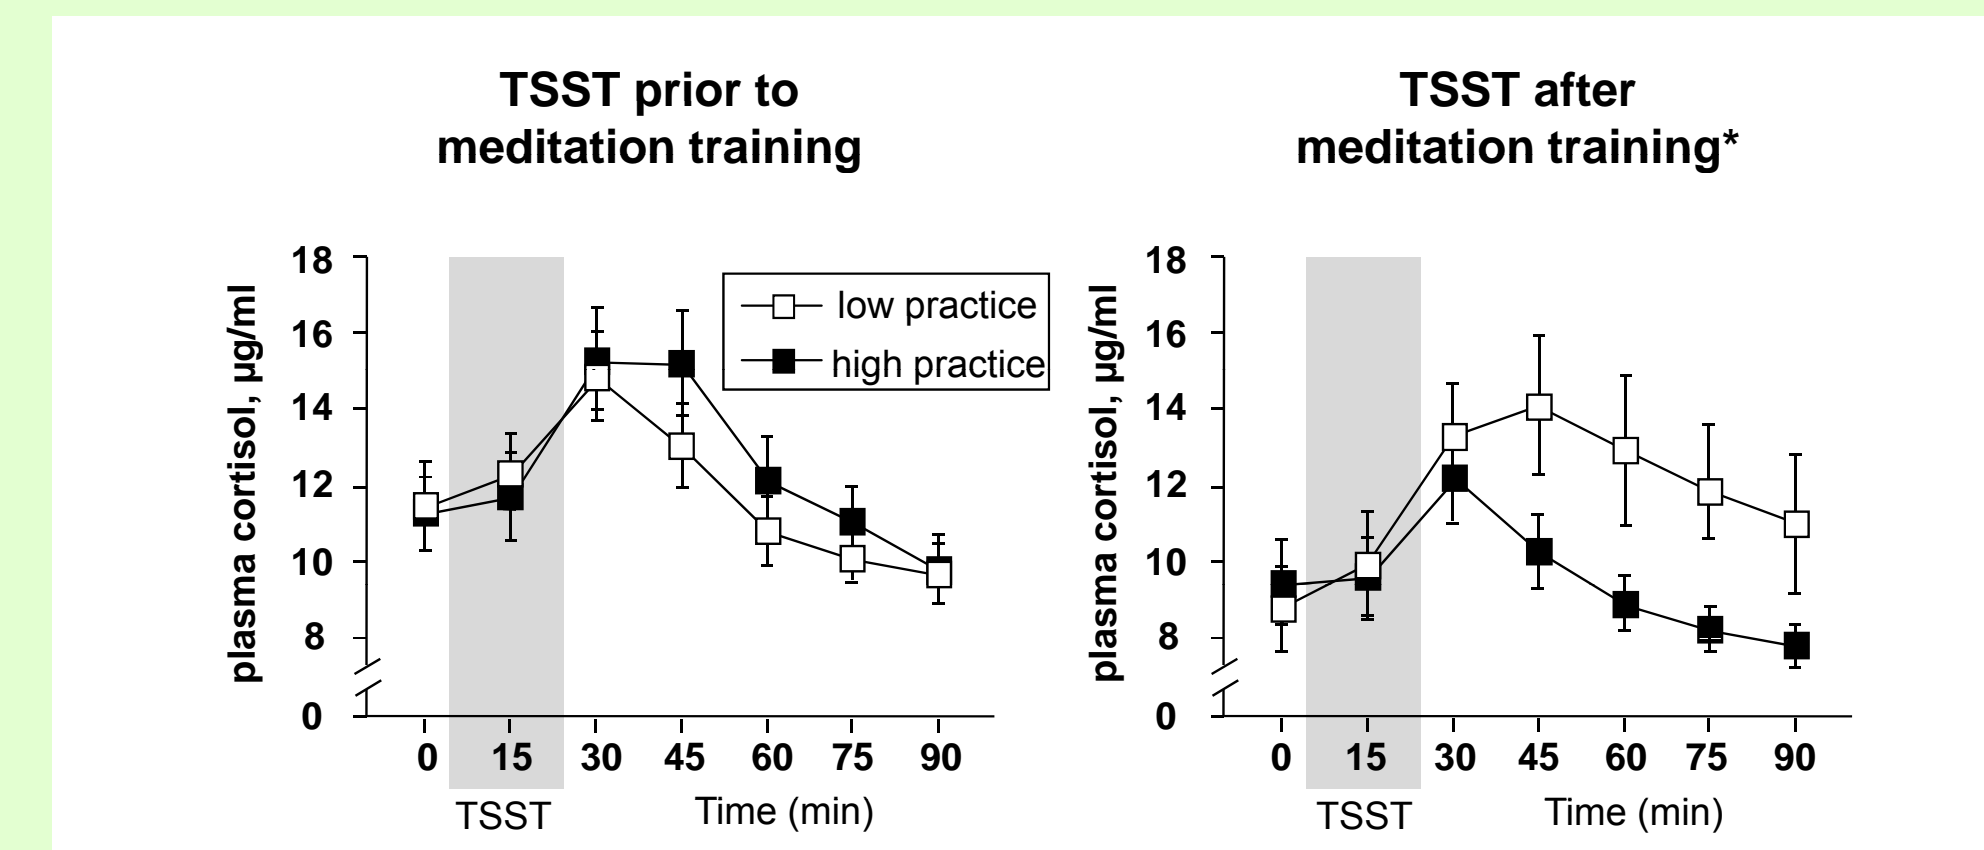 TSST prior to
meditation training
TSST after
meditation training*
plasma cortisol, µg/ml
18
16
14
12
10
8
0
low practice
high practice
0 15 30 45 60 75 90
TSST
Time (min)
plasma cortisol, µg/ml
18
16
14
12
10
8
0
0 15 30 45 60 75 90
TSST
Time (min)